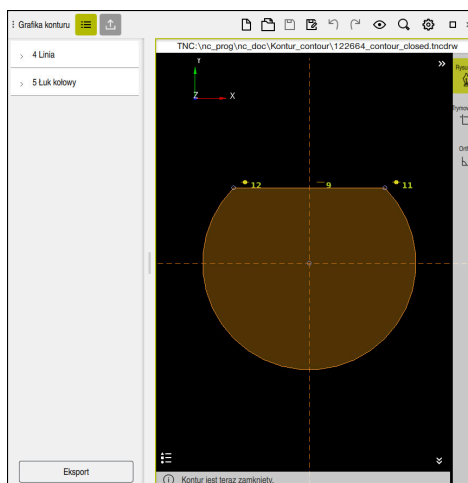 Grafika konturu
TNC:\nc_prog\nc_doc\Kontur_contour\122664_contour_closed.tncdrw
4 Linia
5 Łuk kołowy
Y
Z
X
12
9
11
Eksport
Kontur jest teraz zamknięty.